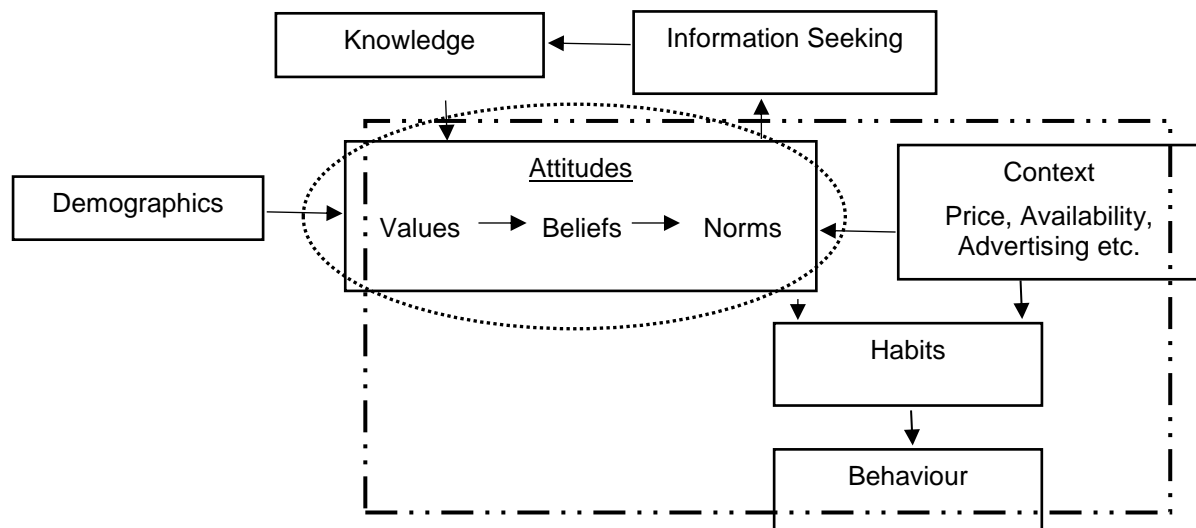 Knowledge
Information Seeking
Attitudes
Values Beliefs Norms
Demographics
Context
Price, Availability,
Advertising etc.
Habits
Behaviour